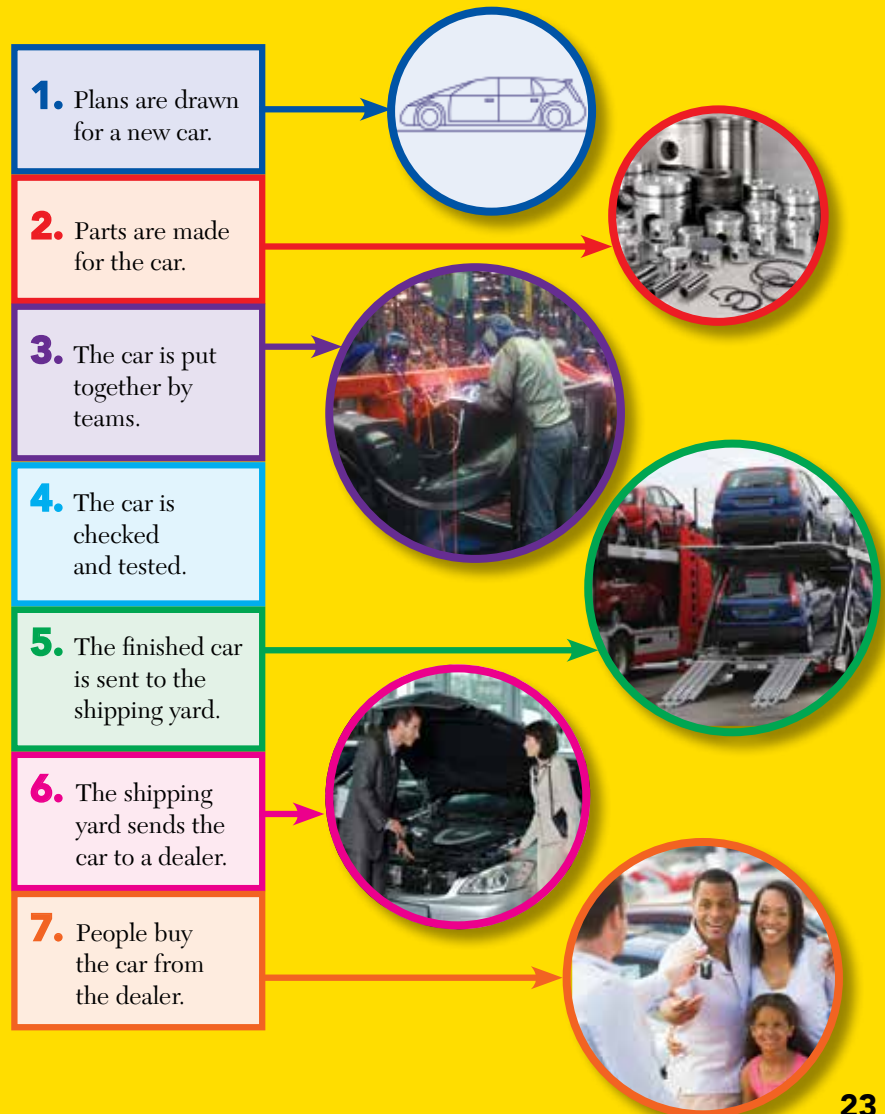 1. Plans are drawn
for a new car.
2. Parts are made
for the car.
3. The car is put
together by
teams.
4. The car is
checked
and tested.
5. The finished car
is sent to the
shipping yard.
6. The shipping
yard sends the
car to a dealer.
7. People buy
the car from
the dealer.
23